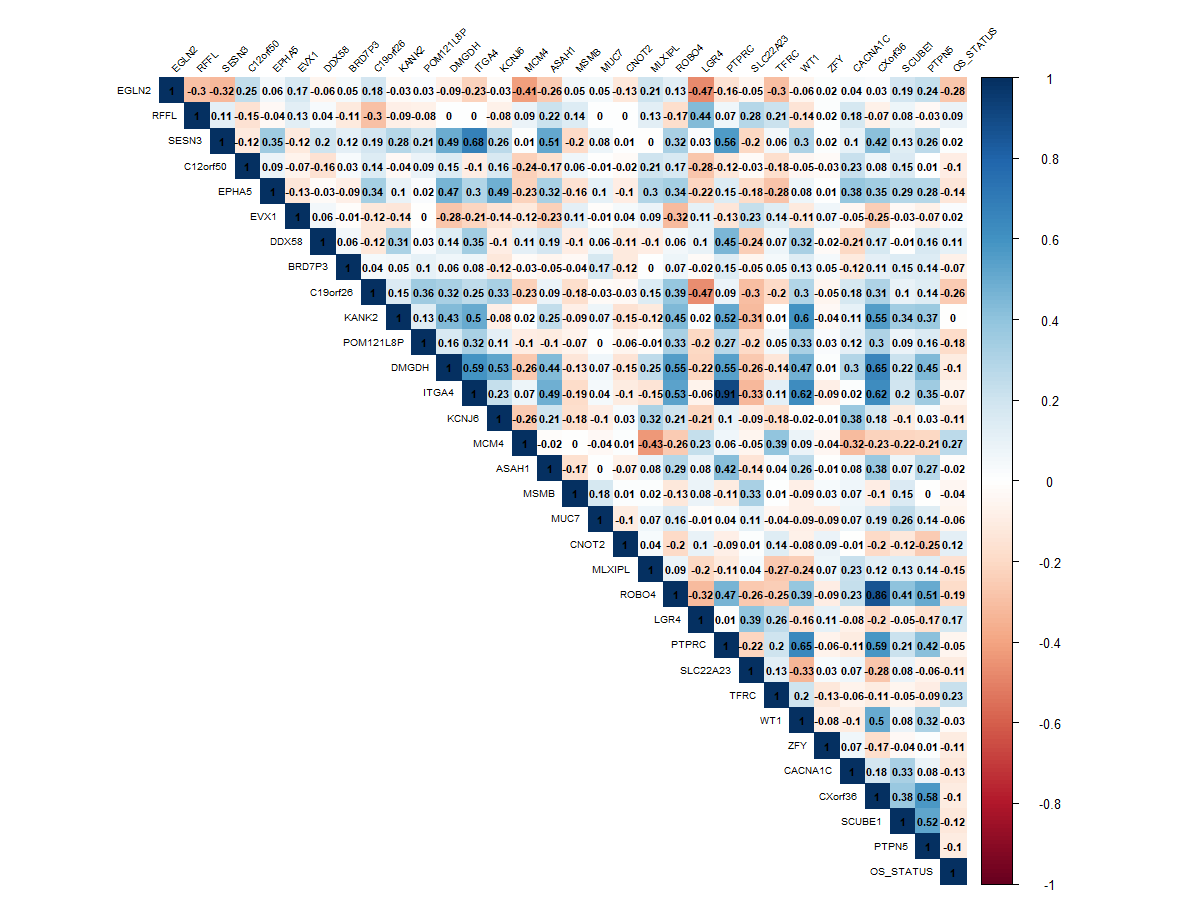 EGLN2 RFFL SESN3 C12orf50 EPHA5 EVX1 DDX58 BRD7P3 C19orf26 KANK2 POM121L8P DMGDH ITGA4 KCNJ6 MCM4 ASAH1 MSMB MUC7 CNOT2 MLXIPL ROBO4 LGR4 PTPRC SLC22A23 TFRC WT1 ZFY CACNA1C CXorf36 SCUBE1 PTPN5 OS_STATUS
EGLN2 1 -0.3 -0.32 0.25 0.06 0.17 -0.06 0.05 0.18 -0.03 0.03 -0.09 -0.23 -0.03 -0.41 -0.26 0.05 0.05 -0.13 0.21 0.13 -0.47 -0.16 -0.05 -0.3 -0.06 0.02 0.04 0.03 0.19 0.24 -0.28
RFFL 1 0.11 -0.15 -0.04 0.13 0.04 -0.11 -0.3 -0.09 -0.08 0 0 -0.08 0.09 0.22 0.14 0 0 0.13 -0.17 0.44 0.07 0.28 0.21 -0.14 0.02 0.18 -0.07 0.08 -0.03 0.09
SESN3 1 -0.12 0.35 -0.12 0.2 0.12 0.19 0.28 0.21 0.49 0.68 0.26 0.01 0.51 -0.2 0.08 0.01 0 0.32 0.03 0.56 -0.2 0.06 0.3 0.02 0.1 0.42 0.13 0.26 0.02
C12orf50 1 0.09 -0.07 -0.16 0.03 0.14 -0.04 0.09 0.15 -0.1 0.16 -0.24 -0.17 0.06 -0.01 -0.02 0.21 0.17 -0.28 -0.12 -0.03 -0.18 -0.05 -0.03 0.23 0.08 0.15 0.01 -0.1
EPHA5 1 -0.13 -0.03 -0.09 0.34 0.1 0.02 0.47 0.3 0.49 -0.23 0.32 -0.16 0.1 -0.1 0.3 0.34 -0.22 0.15 -0.18 -0.28 0.08 0.01 0.38 0.35 0.29 0.28 -0.14
EVX1 1 0.06 -0.01 -0.12 -0.14 0 -0.28 -0.21 -0.14 -0.12 -0.23 0.11 -0.01 0.04 0.09 -0.32 0.11 -0.13 0.23 0.14 -0.11 0.07 -0.05 -0.25 -0.03 -0.07 0.02
DDX58 1 0.06 -0.12 0.31 0.03 0.14 0.35 -0.1 0.11 0.19 -0.1 0.06 -0.11 -0.1 0.06 0.1 0.45 -0.24 0.07 0.32 -0.02 -0.21 0.17 -0.01 0.16 0.11
BRD7P3 1 0.04 0.05 0.1 0.06 0.08 -0.12 -0.03 -0.05 -0.04 0.17 -0.12 0 0.07 -0.02 0.15 -0.05 0.05 0.13 0.05 -0.12 0.11 0.15 0.14 -0.07
C19orf26 1 0.15 0.36 0.32 0.25 0.33 -0.23 0.09 -0.18 -0.03 -0.03 0.15 0.39 -0.47 0.09 -0.3 -0.2 0.3 -0.05 0.18 0.31 0.1 0.14 -0.26
0.8
KANK2 1 0.13 0.43 0.5 -0.08 0.02 0.25 -0.09 0.07 -0.15 -0.12 0.45 0.02 0.52 -0.31 0.01 0.6 -0.04 0.11 0.55 0.34 0.37 0
POM121L8P 1 0.16 0.32 0.11 -0.1 -0.1 -0.07 0 -0.06 -0.01 0.33 -0.2 0.27 -0.2 0.05 0.33 0.03 0.12 0.3 0.09 0.16 -0.18
DMGDH 1 0.59 0.53 -0.26 0.44 -0.13 0.07 -0.15 0.25 0.55 -0.22 0.55 -0.26 -0.14 0.47 0.01 0.3 0.65 0.22 0.45 -0.1
ITGA4 1 0.23 0.07 0.49 -0.19 0.04 -0.1 -0.15 0.53 -0.06 0.91 -0.33 0.11 0.62 -0.09 0.02 0.62 0.2 0.35 -0.07
KCNJ6 1 -0.26 0.21 -0.18 -0.1 0.03 0.32 0.21 -0.21 0.1 -0.09 -0.18 -0.02 -0.01 0.38 0.18 -0.1 0.03 -0.11
MCM4 1 -0.02 0 -0.04 0.01 -0.43 -0.26 0.23 0.06 -0.05 0.39 0.09 -0.04 -0.32 -0.23 -0.22 -0.21 0.27
ASAH1 1 -0.17 0 -0.07 0.08 0.29 0.08 0.42 -0.14 0.04 0.26 -0.01 0.08 0.38 0.07 0.27 -0.02
MSMB 1 0.18 0.01 0.02 -0.13 0.08 -0.11 0.33 0.01 -0.09 0.03 0.07 -0.1 0.15 0 -0.04
MUC7 1 -0.1 0.07 0.16 -0.01 0.04 0.11 -0.04 -0.09 -0.09 0.07 0.19 0.26 0.14 -0.06
CNOT2 1 0.04 -0.2 0.1 -0.09 0.01 0.14 -0.08 0.09 -0.01 -0.2 -0.12 -0.25 0.12
MLXIPL 1 0.09 -0.2 -0.11 0.04 -0.27 -0.24 0.07 0.23 0.12 0.13 0.14 -0.15
ROBO4 1 -0.32 0.47 -0.26 -0.25 0.39 -0.09 0.23 0.86 0.41 0.51 -0.19
LGR4 1 0.01 0.39 0.26 -0.16 0.11 -0.08 -0.2 -0.05 -0.17 0.17
PTPRC 1 -0.22 0.2 0.65 -0.06 -0.11 0.59 0.21 0.42 -0.05
SLC22A23 1 0.13 -0.33 0.03 0.07 -0.28 0.08 -0.06 -0.11
TFRC 1 0.2 -0.13 -0.06 -0.11 -0.05 -0.09 0.23
WT1 1 -0.08 -0.1 0.5 0.08 0.32 -0.03
ZFY 1 0.07 -0.17 -0.04 0.01 -0.11
CACNA1C 1 0.18 0.33 0.08 -0.13
CXorf36 1 0.38 0.58 -0.1
SCUBE1 1 0.52 -0.12
PTPN5 1 -0.1
OS_STATUS 1
1
0.6
0.4
0.2
0
-0.2
-0.4
-0.6
-0.8
-1